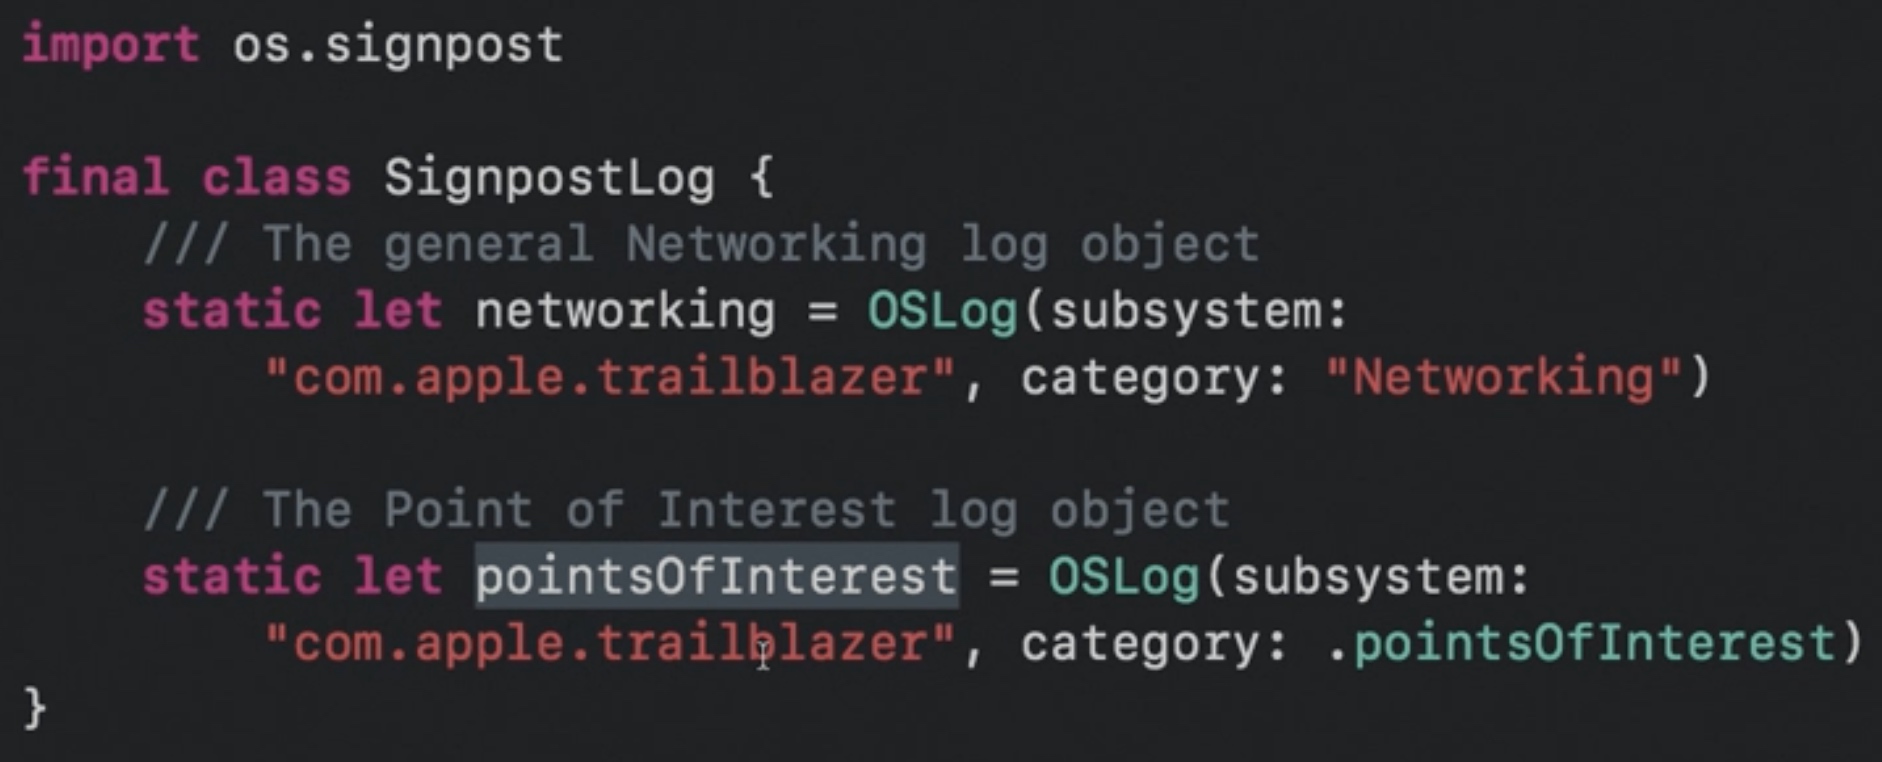 import os.signpost
final class SignpostLog {
/// The general Networking log object
static let networking = OSLog(subsystem:
"com.apple.trailblazer", category: "Networking")
/// The Point of Interest log object
static let pointsOfInterest = OSLog(subsystem:
"com.apple.trailblazer", category: .pointsOfInterest)
}